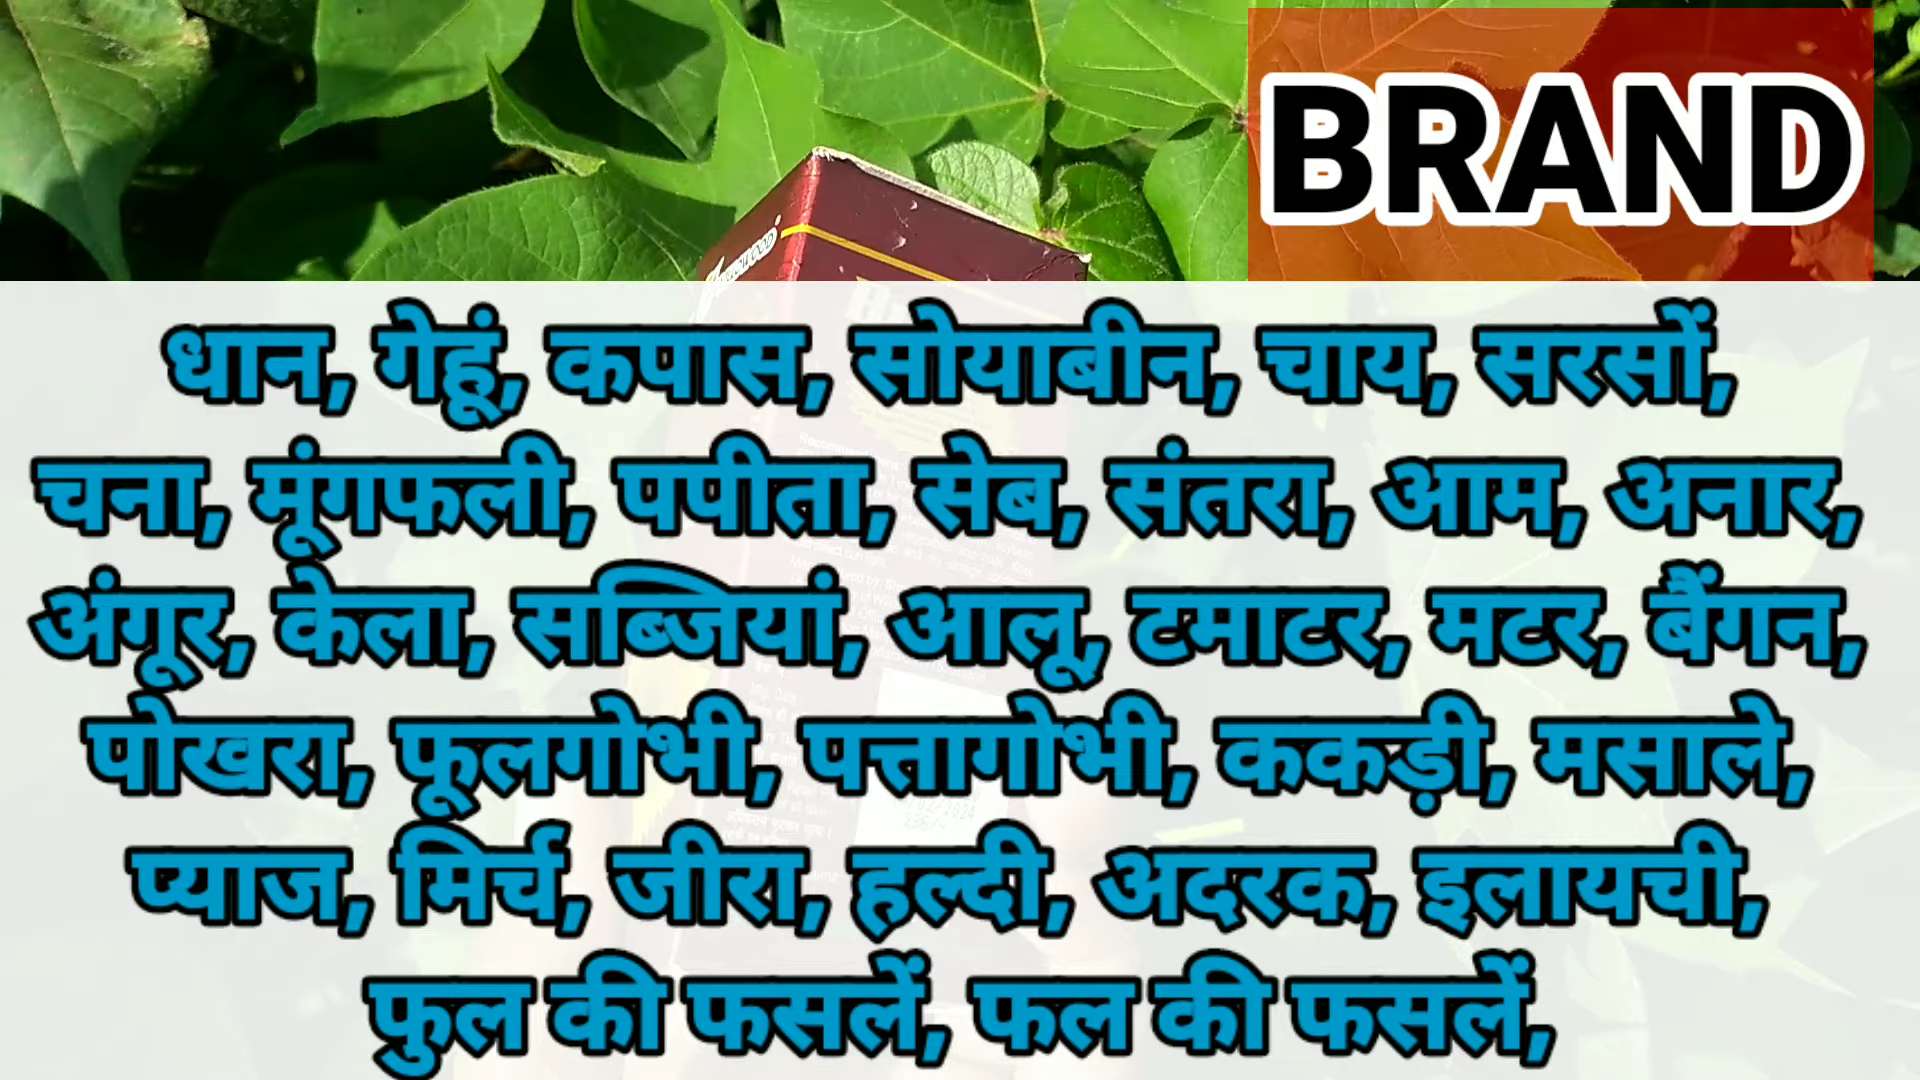 BRAND
धान, गेहूं, कपास, सोयाबीन, चाय, सरसों,
चना, मूंगफली, पपीता, सेब, संतरा, आम, अनार,
अंगूर, केला, सब्जियां, आलू, टमाटर, मटर, बैंगन,
पोखरा, फूलगोभी, पत्तागोभी, ककड़ी, मसाले,
प्याज, मिर्च, जीरा, हल्दी, अदरक, इलायची,
फुल की फसलें, फल की फसलें,